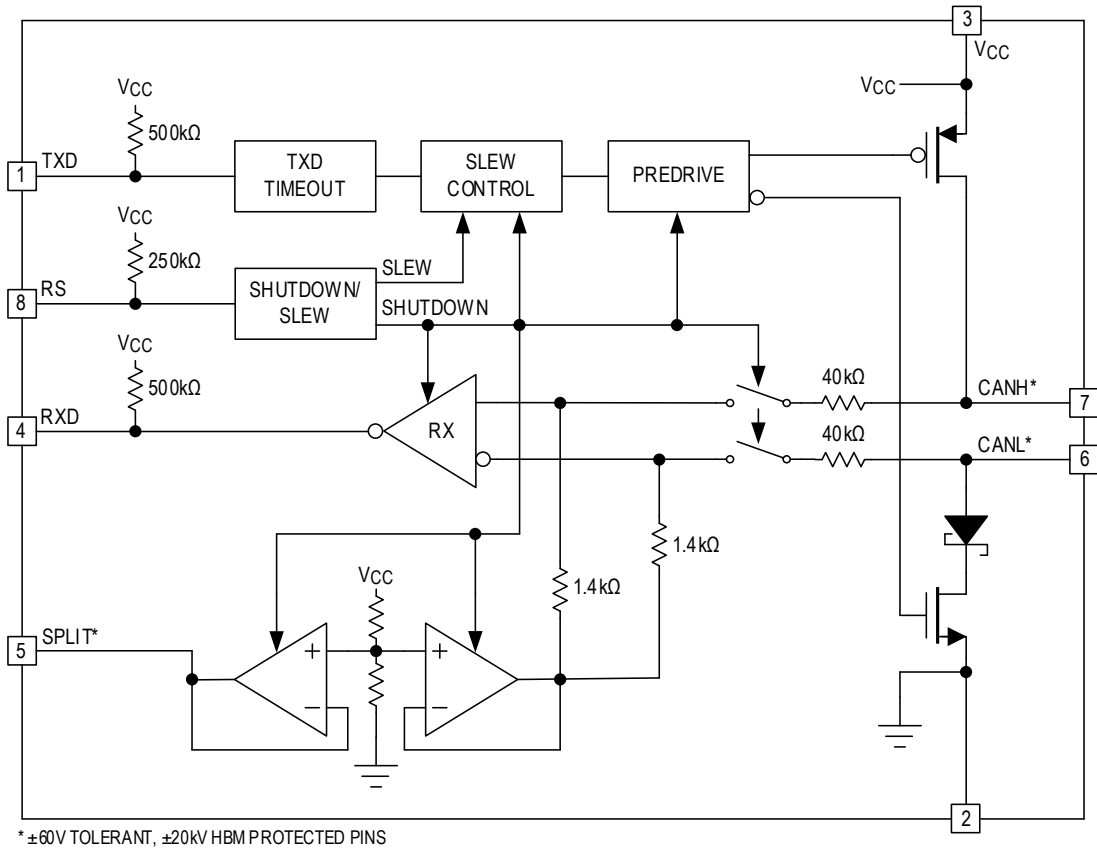 3
VCC
VCC
VCC
500kΩ
1
TXD
TXD
TIMEOUT
SLEW
CONTROL
PREDRIVE
VCC
250kΩ
8
RS
SHUTDOWN/
SLEW
SLEW
SHUTDOWN
VCC
500kΩ
4
RXD
RX
40kΩ
CANH*
7
40kΩ
CANL*
6
1.4kΩ
1.4kΩ
VCC
5
SPLIT*
+
+
−
−
2
* ±60V TOLERANT, ±20kV HBM PROTECTED PINS